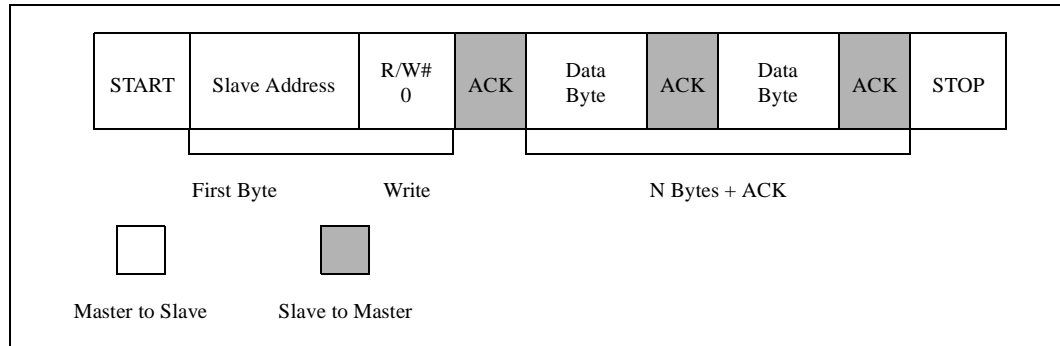 START
Slave Address
R/W#
0
ACK
Data
Byte
ACK
Data
Byte
ACK
STOP
First Byte
Write
N Bytes + ACK
Master to Slave
Slave to Master